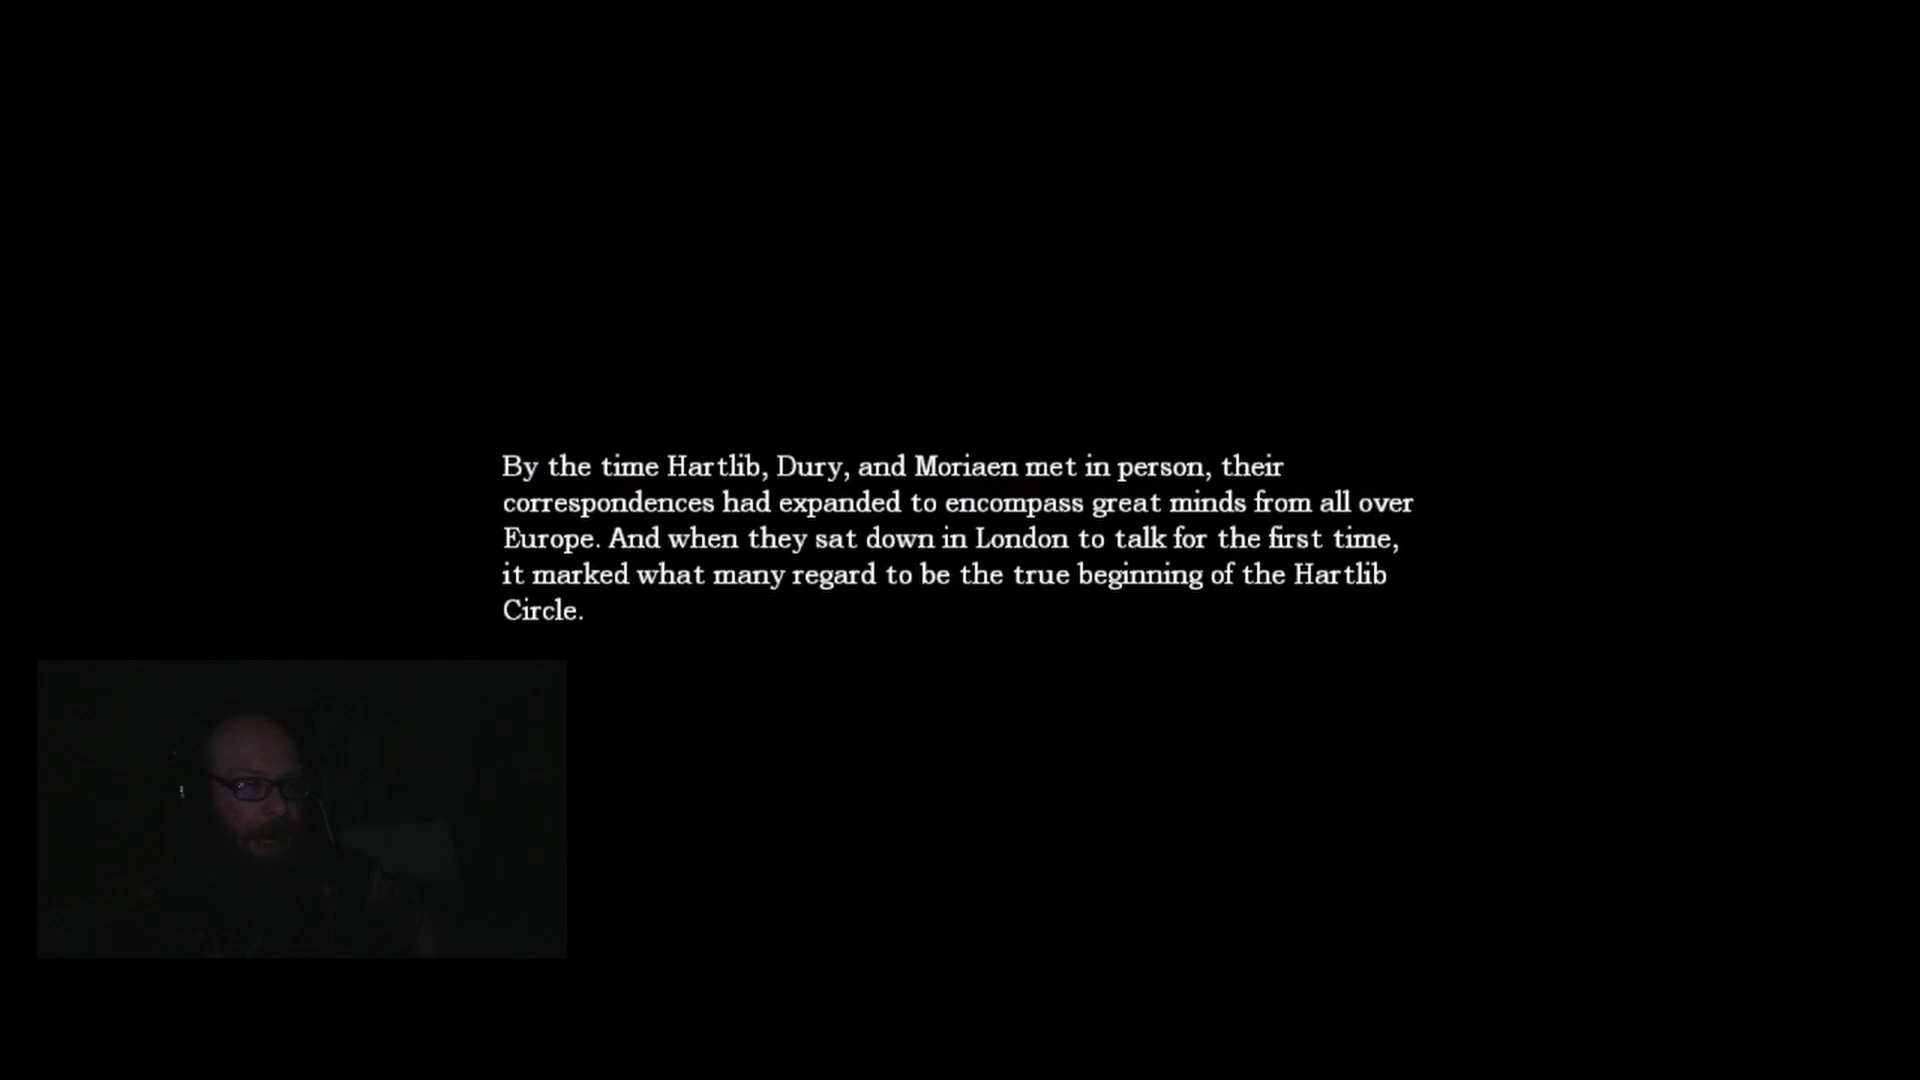 By the time Hartlib, Dury, and Moriaen met in person, their
correspondences had expanded to encompass great minds from all over
Europe. And when they sat down in London to talk for the first time,
it marked what many regard to be the true beginning of the Hartlib
Circle.